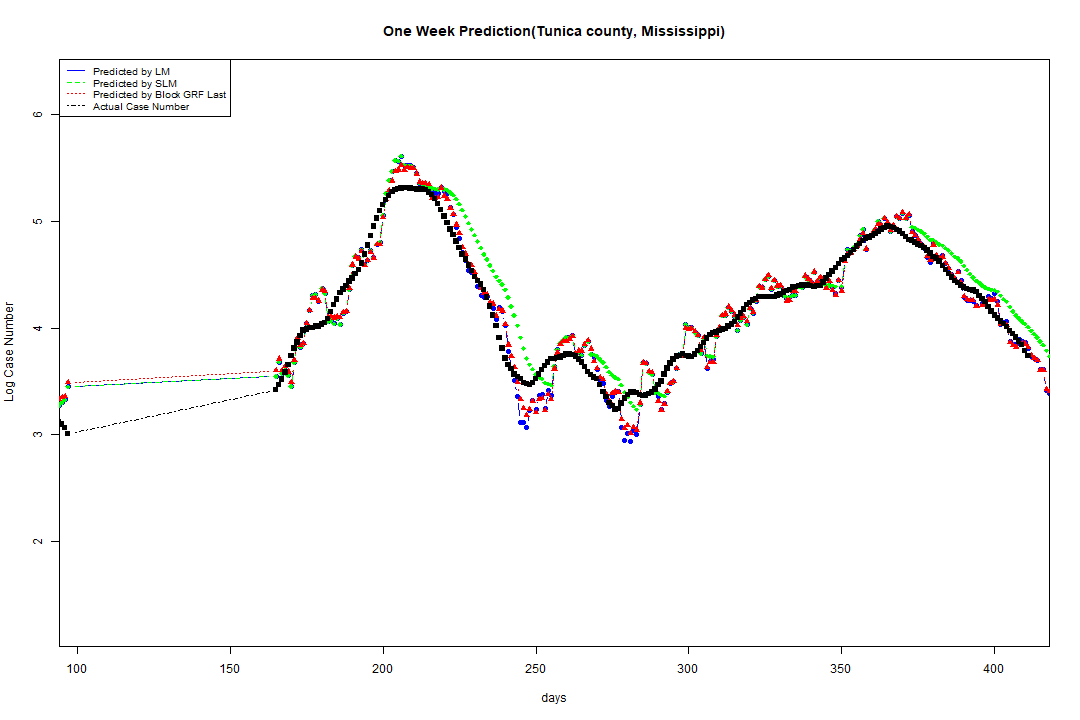 One Week Prediction(Tunica county, Mississippi)
Predicted by LM
Predicted by SLM
Predicted by Block GRF Last
Actual Case Number
6
5
4
3
2
Log Case Number
100 150 200 250 300 350 400
days